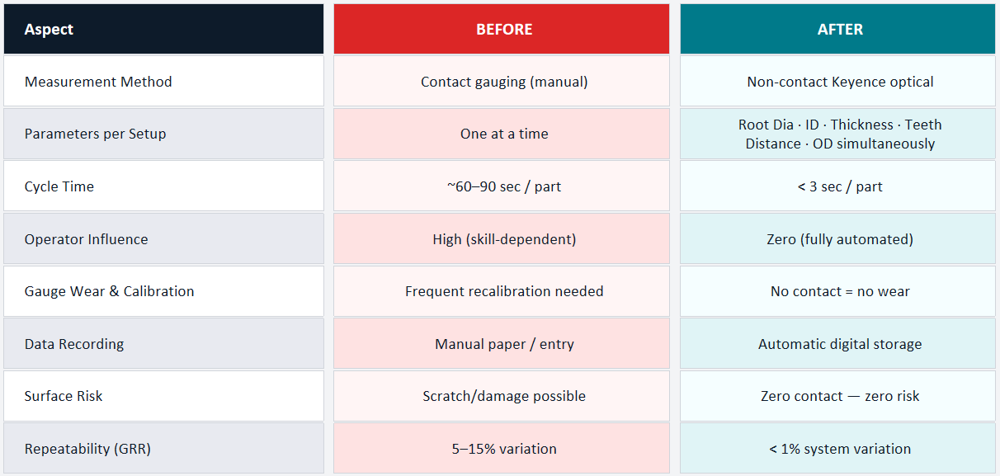 Aspect
BEFORE
AFTER
Measurement Method
Contact gauging (manual)
Non-contact Keyence optical
Parameters per Setup
One at a time
Root Dia · ID · Thickness · Teeth
Distance · OD simultaneously
Cycle Time
~60–90 sec / part
< 3 sec / part
Operator Influence
High (skill-dependent)
Zero (fully automated)
Gauge Wear & Calibration
Frequent recalibration needed
No contact = no wear
Data Recording
Manual paper / entry
Automatic digital storage
Surface Risk
Scratch/damage possible
Zero contact — zero risk
Repeatability (GRR)
5–15% variation
< 1% system variation